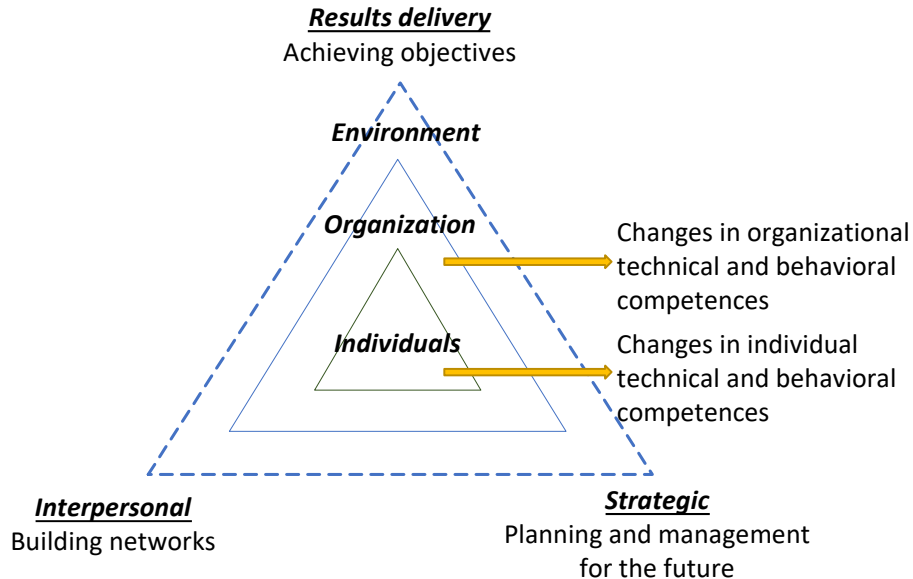 Results delivery
Achieving objectives
Environment
Organization
Changes in organizational
technical and behavioral
competences
Individuals
Changes in individual
technical and behavioral
competences
Interpersonal
Building networks
Strategic
Planning and management
for the future